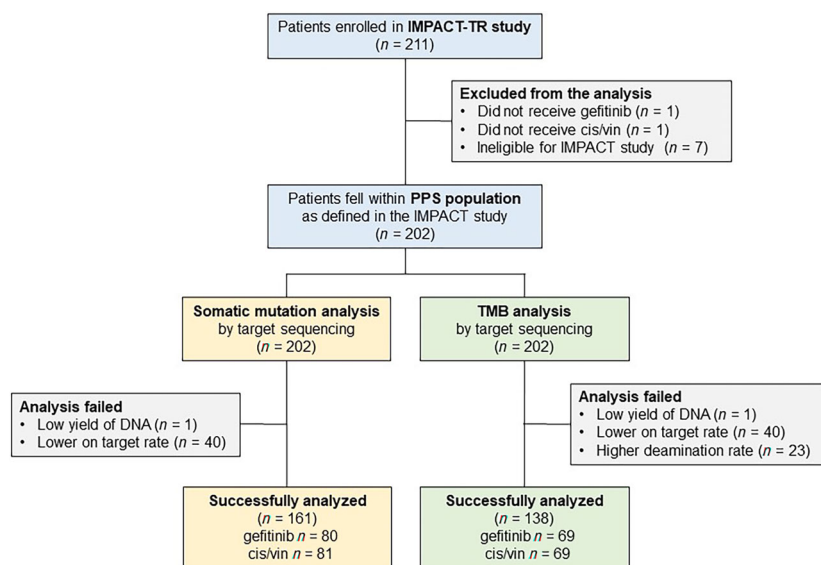 Patients enrolled in IMPACT-TR study
(n = 211)
Excluded from the analysis
• Did not receive gefitinib (n = 1)
• Did not receive cis/vin (n = 1)
• Ineligible for IMPACT study (n = 7)
Patients fell within PPS population
as defined in the IMPACT study
(n = 202)
Somatic mutation analysis
by target sequencing
(n = 202)
TMB analysis
by target sequencing
(n = 202)
Analysis failed
• Low yield of DNA (n = 1)
• Lower on target rate (n = 40)
Analysis failed
• Low yield of DNA (n = 1)
• Lower on target rate (n = 40)
• Higher deamination rate (n = 23)
Successfully analyzed
(n = 161)
gefitinib n = 80
cis/vin n = 81
Successfully analyzed
(n = 138)
gefitinib n = 69
cis/vin n = 69